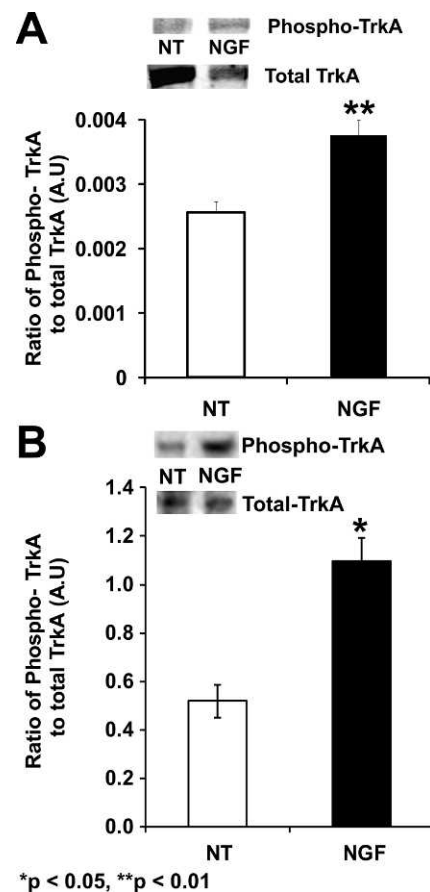 A
Phospho-TrkA
NT NGF
Total TrkA
**
Ratio of Phospho- TrkA
to total TrkA (A.U)
0.004
0.003
0.002
0.001
0
NT NGF
B
Phospho-TrkA
NT NGF
Total-TrkA
*
Ratio of Phospho- TrkA
to total TrkA (A.U)
1.4
1.2
1.0
0.8
0.6
0.4
0.2
0.0
NT NGF
*p < 0.05, **p < 0.01